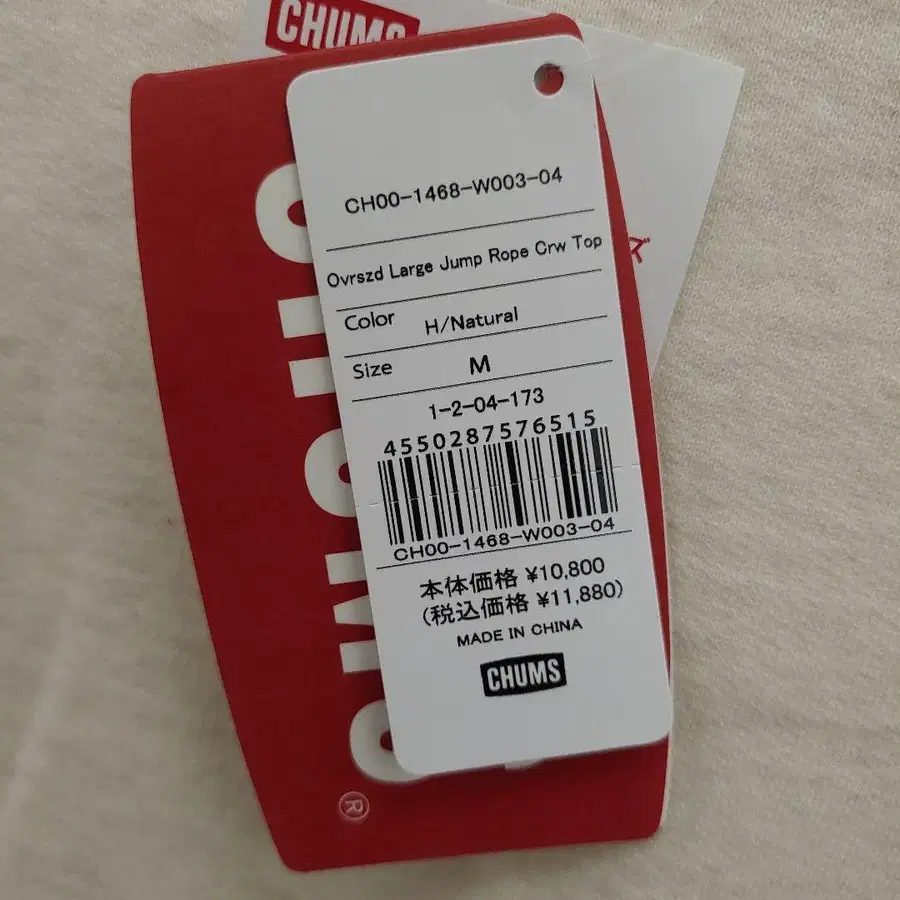 CHUMS
CHUMS
®
ズ
CH00-1468-W003-04
Ovrszd Large Jump Rope Crw Top
Color H/Natural
Size M
1-2-04-173
4550287576515
CH00-1468-W003-04
本体価格 ¥10,800
(税込価格 ¥11,880)
MADE IN CHINA
CHUMS